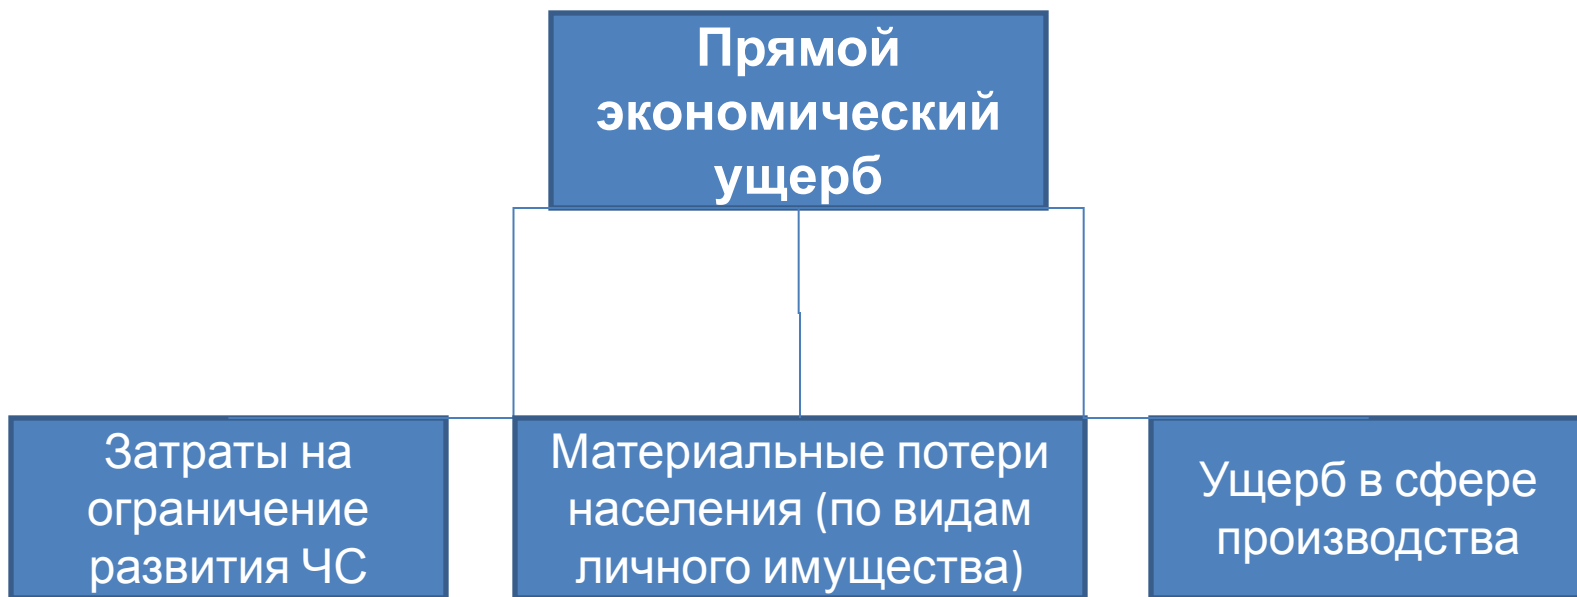 Прямой
экономический
ущерб
Затраты на
ограничение
развития ЧС
Материальные потери
населения (по видам
личного имущества)
Ущерб в сфере
производства